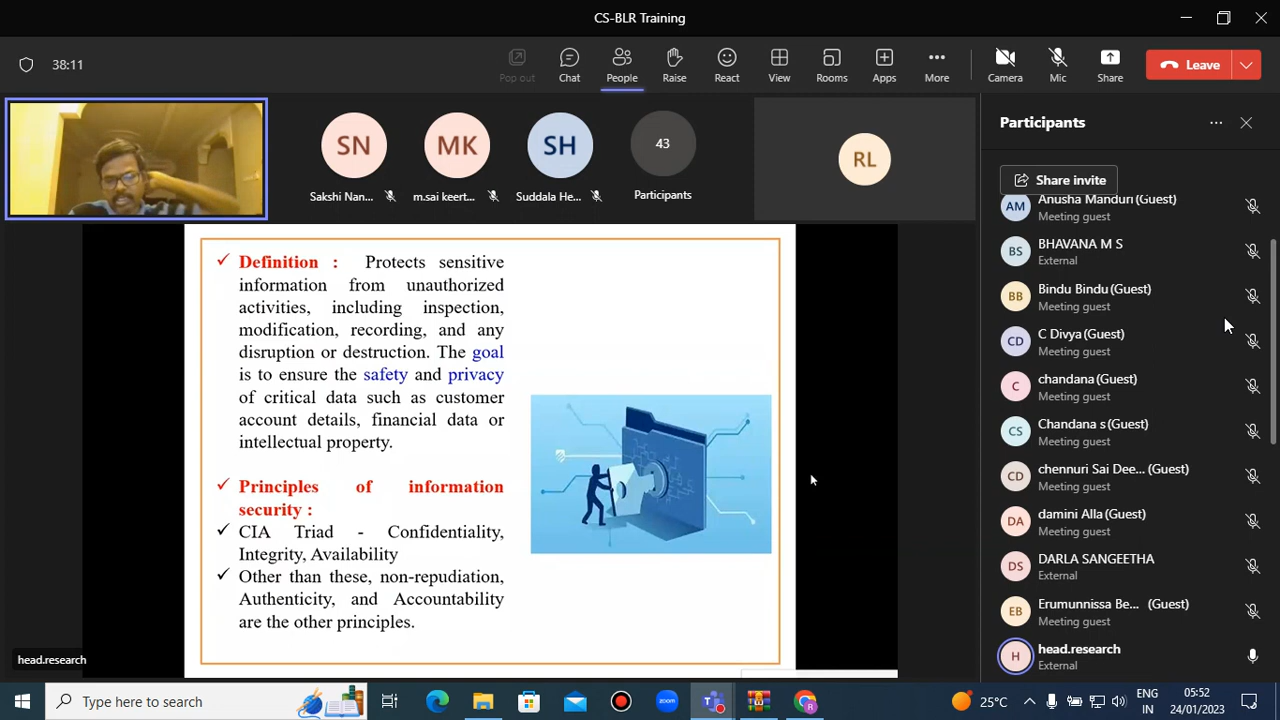 CS-BLR Training
38:11
Pop out
Chat
People
Raise
React
View
Rooms
Apps
More
Camera
Mic
Share
Leave
SN
MK
SH
43
RL
Sakshi Nan...
m.sai keert...
Suddala He...
Participants
Participants
Share invite
AM
Anusha Manduri (Guest)
Meeting guest
BS
BHAVANA M S
External
BB
Bindu Bindu (Guest)
Meeting guest
CD
C Divya (Guest)
Meeting guest
C
chandana (Guest)
Meeting guest
CS
Chandana s (Guest)
Meeting guest
CD
chennuri Sai Dee... (Guest)
Meeting guest
DA
damini Alla (Guest)
Meeting guest
DS
DARLA SANGEETHA
External
EB
Erumunnissa Be... (Guest)
Meeting guest
H
head.research
External
Definition : Protects sensitive
information from unauthorized
activities, including inspection,
modification, recording, and any
disruption or destruction. The goal
is to ensure the safety and privacy
of critical data such as customer
account details, financial data or
intellectual property.
Principles of information
security :
CIA Triad - Confidentiality,
Integrity, Availability
Other than these, non-repudiation,
Authenticity, and Accountability
are the other principles.
head.research
Type here to search
zoom
25°C
ENG
IN
05:52
24/01/2023